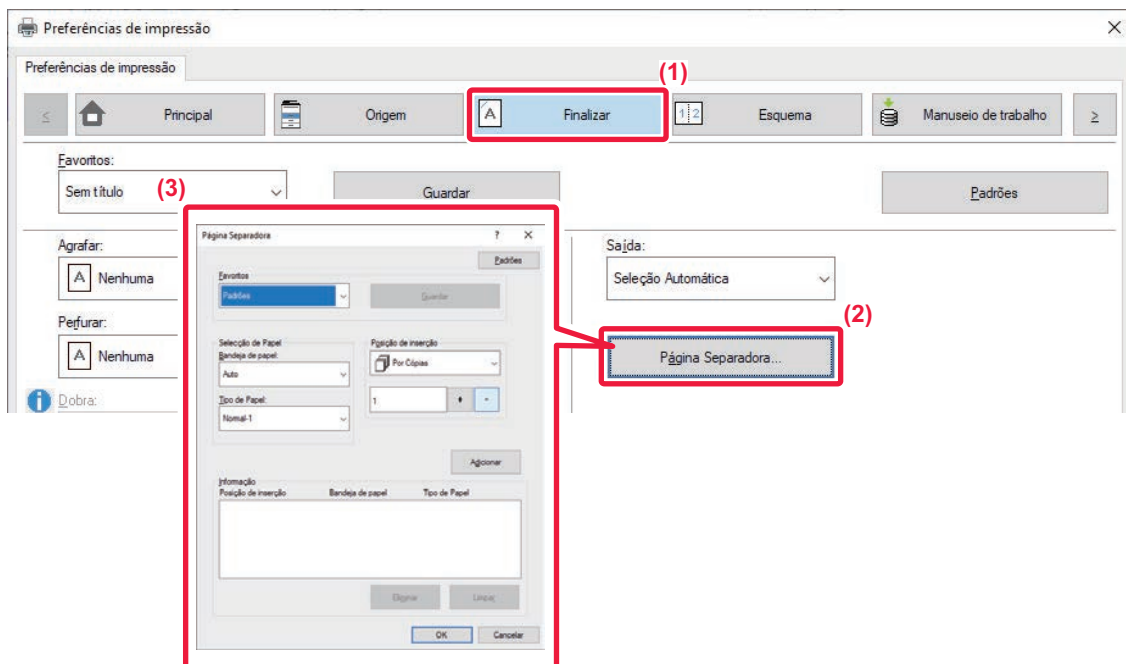 Preferências de impressão
Preferências de impressão
(1)
Principal
Origem
Finalizar
Esquema
Manuseio de trabalho
Favoritos:
Sem título
(3)
Guardar
Padrões
Agrafar:
Nenhuma
Perfurar:
Nenhuma
Dobra:
Saída:
Seleção Automática
(2)
Página Separadora...
Página Separadora
Padrões
Favoritos
Padrões
Guardar
Selecção de Papel
Bandeja de papel:
Auto
Tipo de Papel:
Normal-1
Posição de inserção
Por Cópias
1
+
-
Adicionar
Informação
Posição de inserção Bandeja de papel Tipo de Papel
Eliminar
Limpar
OK
Cancelar